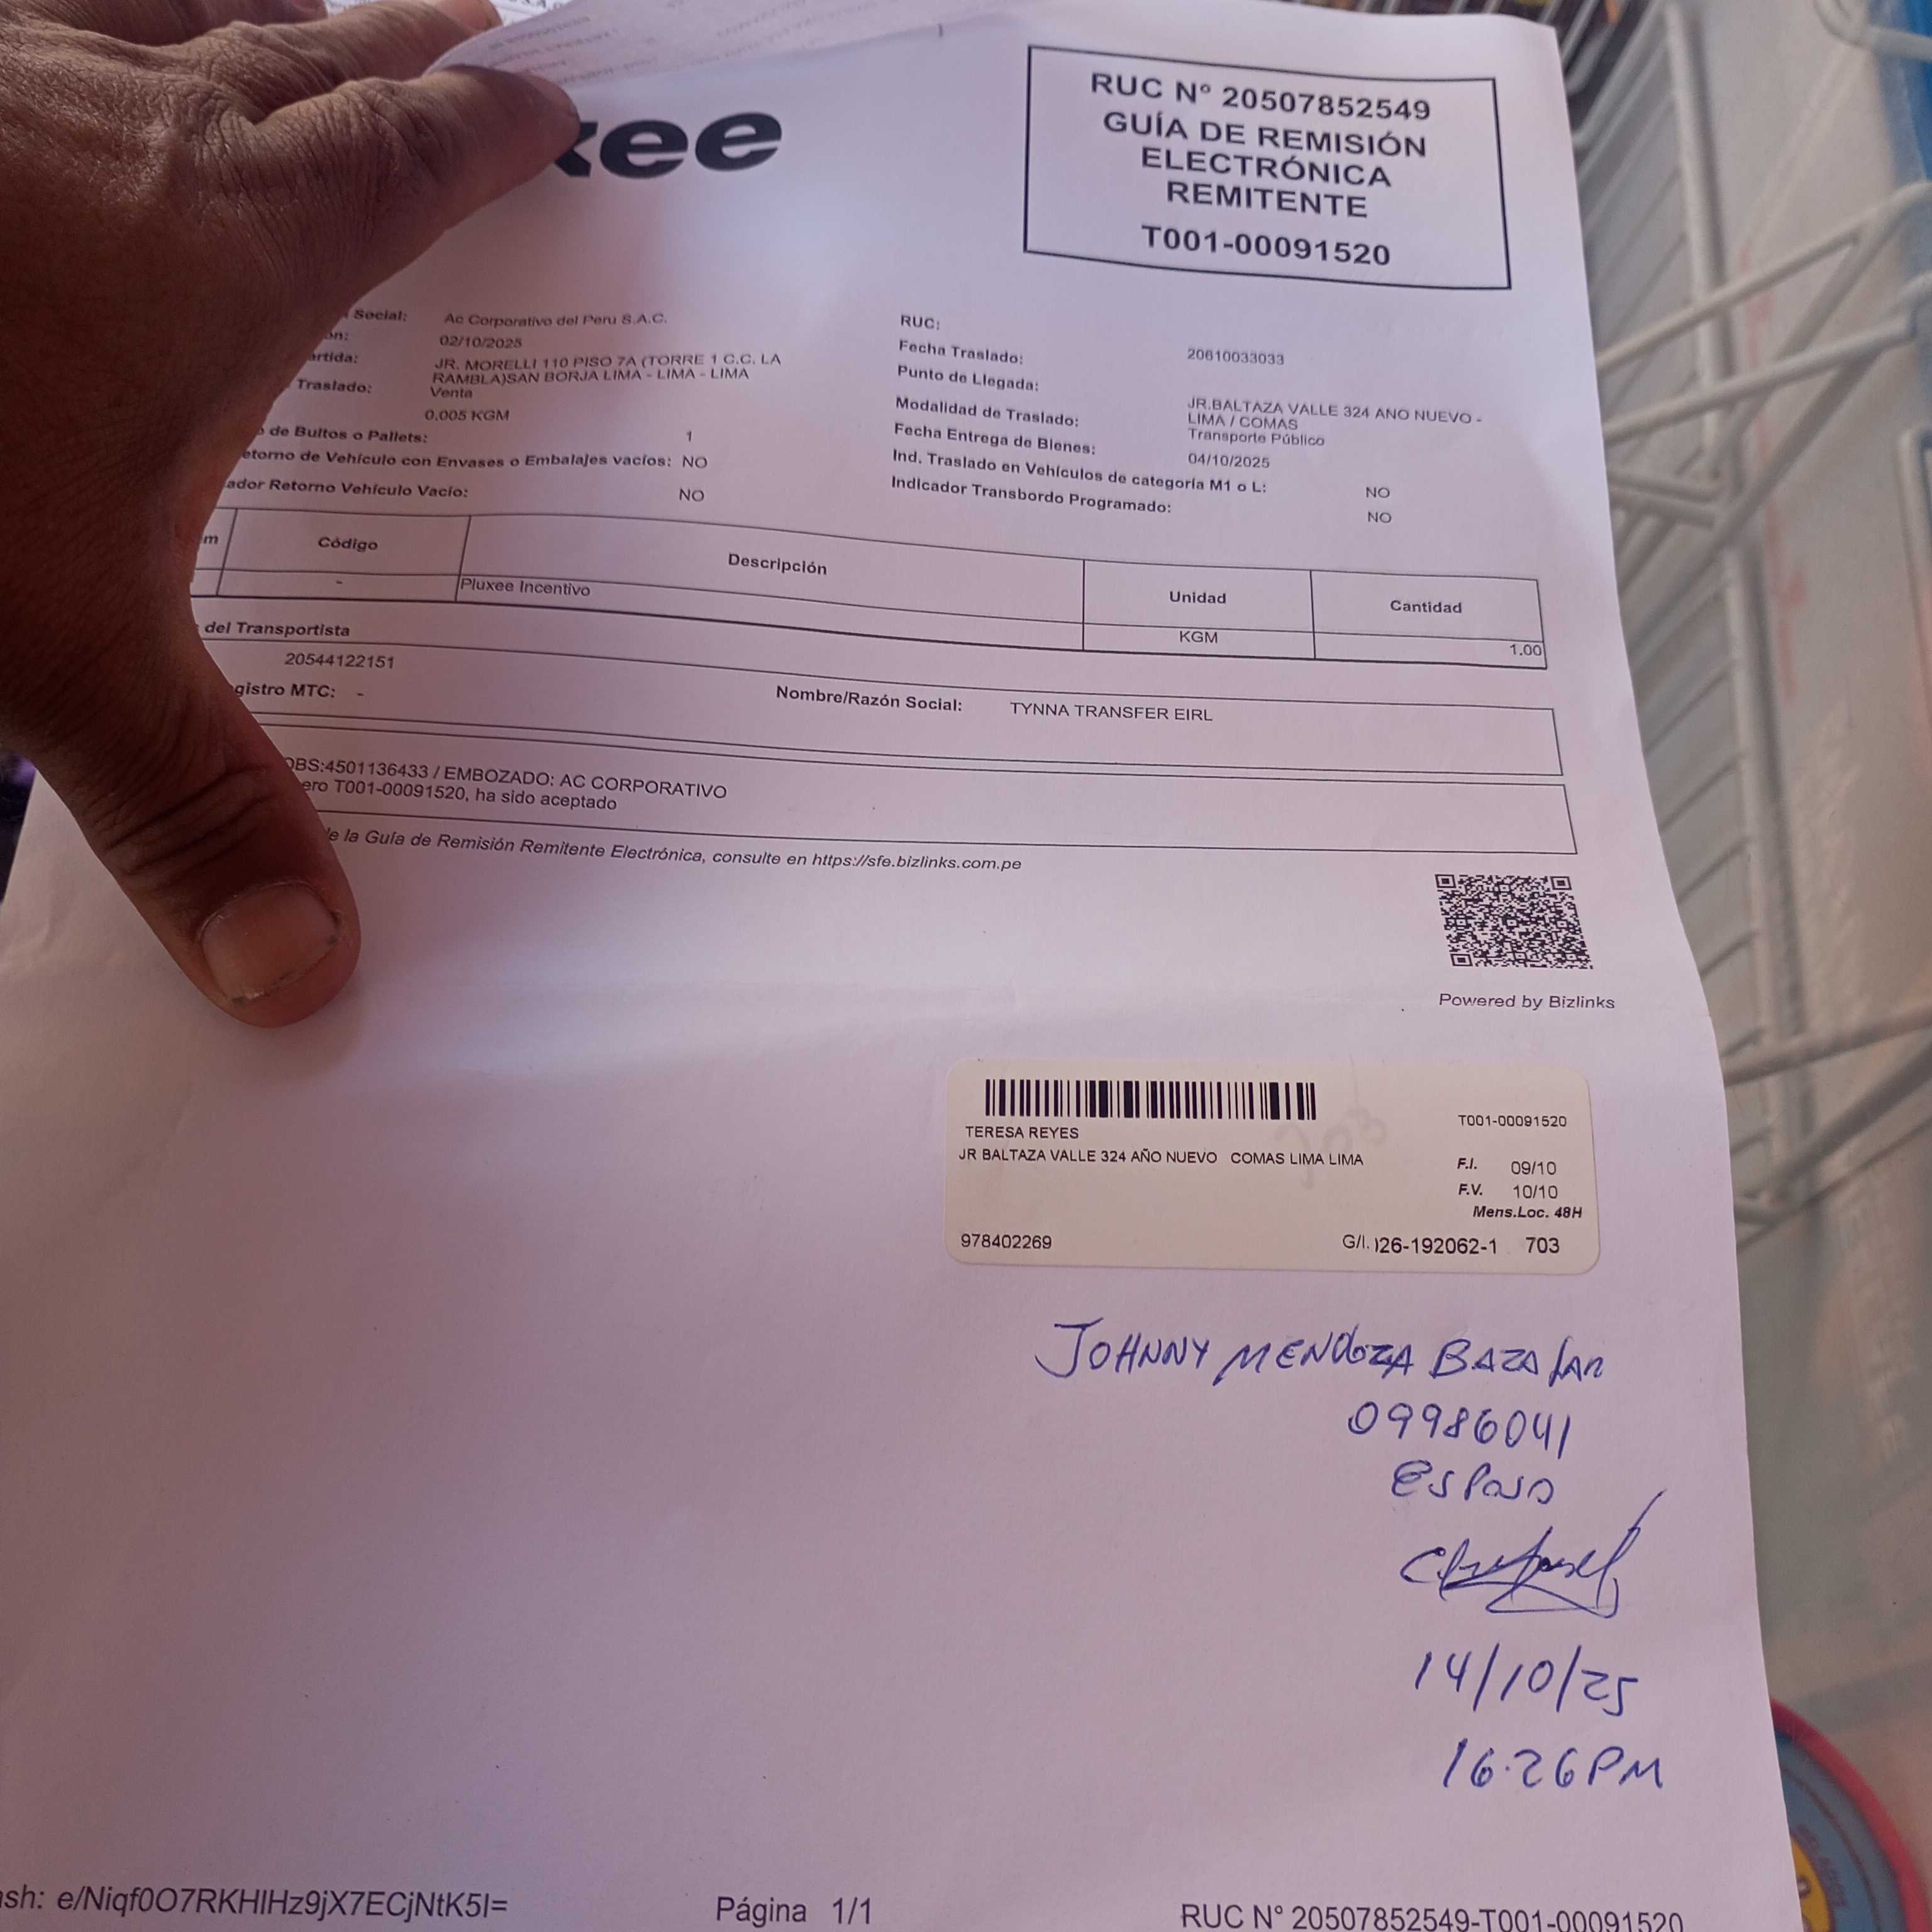 xee
RUC N° 20507852549
GUÍA DE REMISIÓN
ELECTRÓNICA
REMITENTE
T001-00091520
Social: Ac Corporativo del Peru S.A.C.
02/10/2025
artida: JR. MORELLI 110 PISO 7A (TORRE 1 C.C. LA
RAMBLA)SAN BORJA LIMA - LIMA - LIMA
Traslado: Venta
0.005 KGM
de Bultos o Pallets: 1
etorno de Vehículo con Envases o Embalajes vacíos: NO
ador Retorno Vehículo Vacío: NO
RUC:
20610033033
Fecha Traslado:
Punto de Llegada:
JR.BALTAZA VALLE 324 ANO NUEVO -
LIMA / COMAS
Modalidad de Traslado: Transporte Público
Fecha Entrega de Bienes: 04/10/2025
Ind. Traslado en Vehículos de categoría M1 o L: NO
Indicador Transbordo Programado: NO
m Código Descripción Unidad Cantidad
- Pluxee Incentivo KGM 1.00
del Transportista
20544122151
Nombre/Razón Social: TYNNA TRANSFER EIRL
gistro MTC: -
OBS:4501136433 / EMBOZADO: AC CORPORATIVO
ero T001-00091520, ha sido aceptado
de la Guía de Remisión Remitente Electrónica, consulte en https://sfe.bizlinks.com.pe
Powered by Bizlinks
TERESA REYES
T001-00091520
JR BALTAZA VALLE 324 AÑO NUEVO COMAS LIMA LIMA
F.I. 09/10
F.V. 10/10
Mens.Loc. 48H
978402269
G/I. 026-192062-1 703
JOHNNY MENDOZA BAZALAR
09986041
ESPOSO
14/10/25
16.26PM
ash: e/Niqf0O7RKHIHz9jX7ECjNtK5I=
Página 1/1
RUC N° 20507852549-T001-00091520